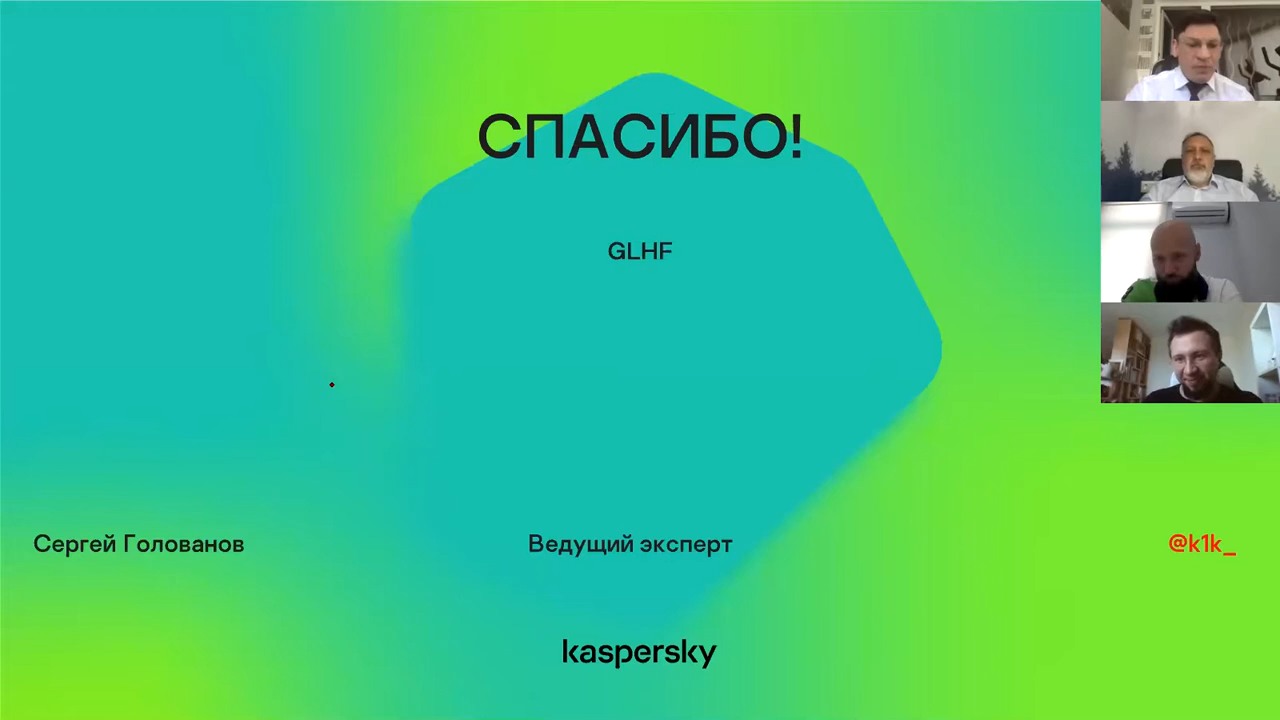 СПАСИБО!
GLHF
Сергей Голованов
Ведущий эксперт
@k1k_
kaspersky